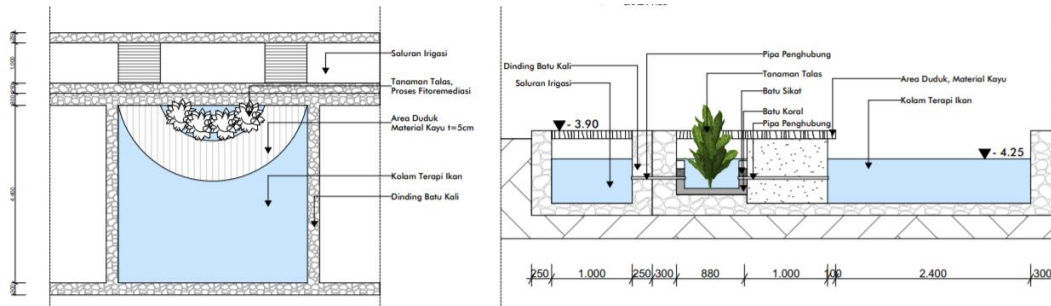 Saluran Irigasi
Tanaman Talas,
Proses Fitoremediasi
Area Duduk
Material Kayu t=5cm
Kolam Terapi Ikan
Dinding Batu Kali
1.000
Dinding Batu Kali
Saluran Irigasi
Pipa Penghubung
Tanaman Talas
Batu Sikat
Batu Koral
Pipa Penghubung
Area Duduk, Material Kayu
Kolam Terapi Ikan
- 3.90
- 4.25
250 1.000 250 300 880 1.000 100 2.400 300